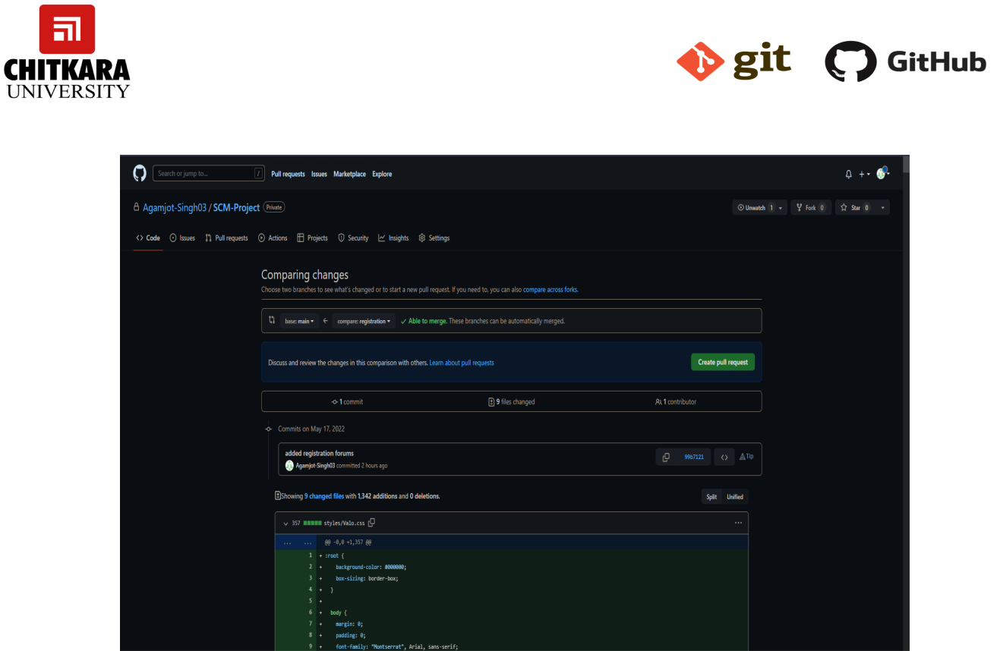 CHITKARA
UNIVERSITY
git GitHub
Search or jump to... / Pull requests Issues Marketplace Explore
Agamjot-Singh03 / SCM-Project Private Unwatch 1 Fork 0 Star 0
<> Code Issues Pull requests Actions Projects Security Insights Settings
Comparing changes
Choose two branches to see what's changed or to start a new pull request. If you need to, you can also compare across forks.
base: main ← compare: registration ✓ Able to merge. These branches can be automatically merged.
Discuss and review the changes in this comparison with others. Learn about pull requests Create pull request
1 commit 9 files changed 1 contributor
Commits on May 17, 2022
added registration forums
Agamjot-Singh03 committed 2 hours ago 99b7121 <> Tip
Showing 9 changed files with 1,342 additions and 0 deletions. Split Unified
357 styles/Valo.css ...
... ... @@ -0,0 +1,357 @@
1 + :root {
2 + background-color: #000000;
3 + box-sizing: border-box;
4 + }
5 +
6 + body {
7 + margin: 0;
8 + padding: 0;
9 + font-family: "Montserrat", Arial, sans-serif;